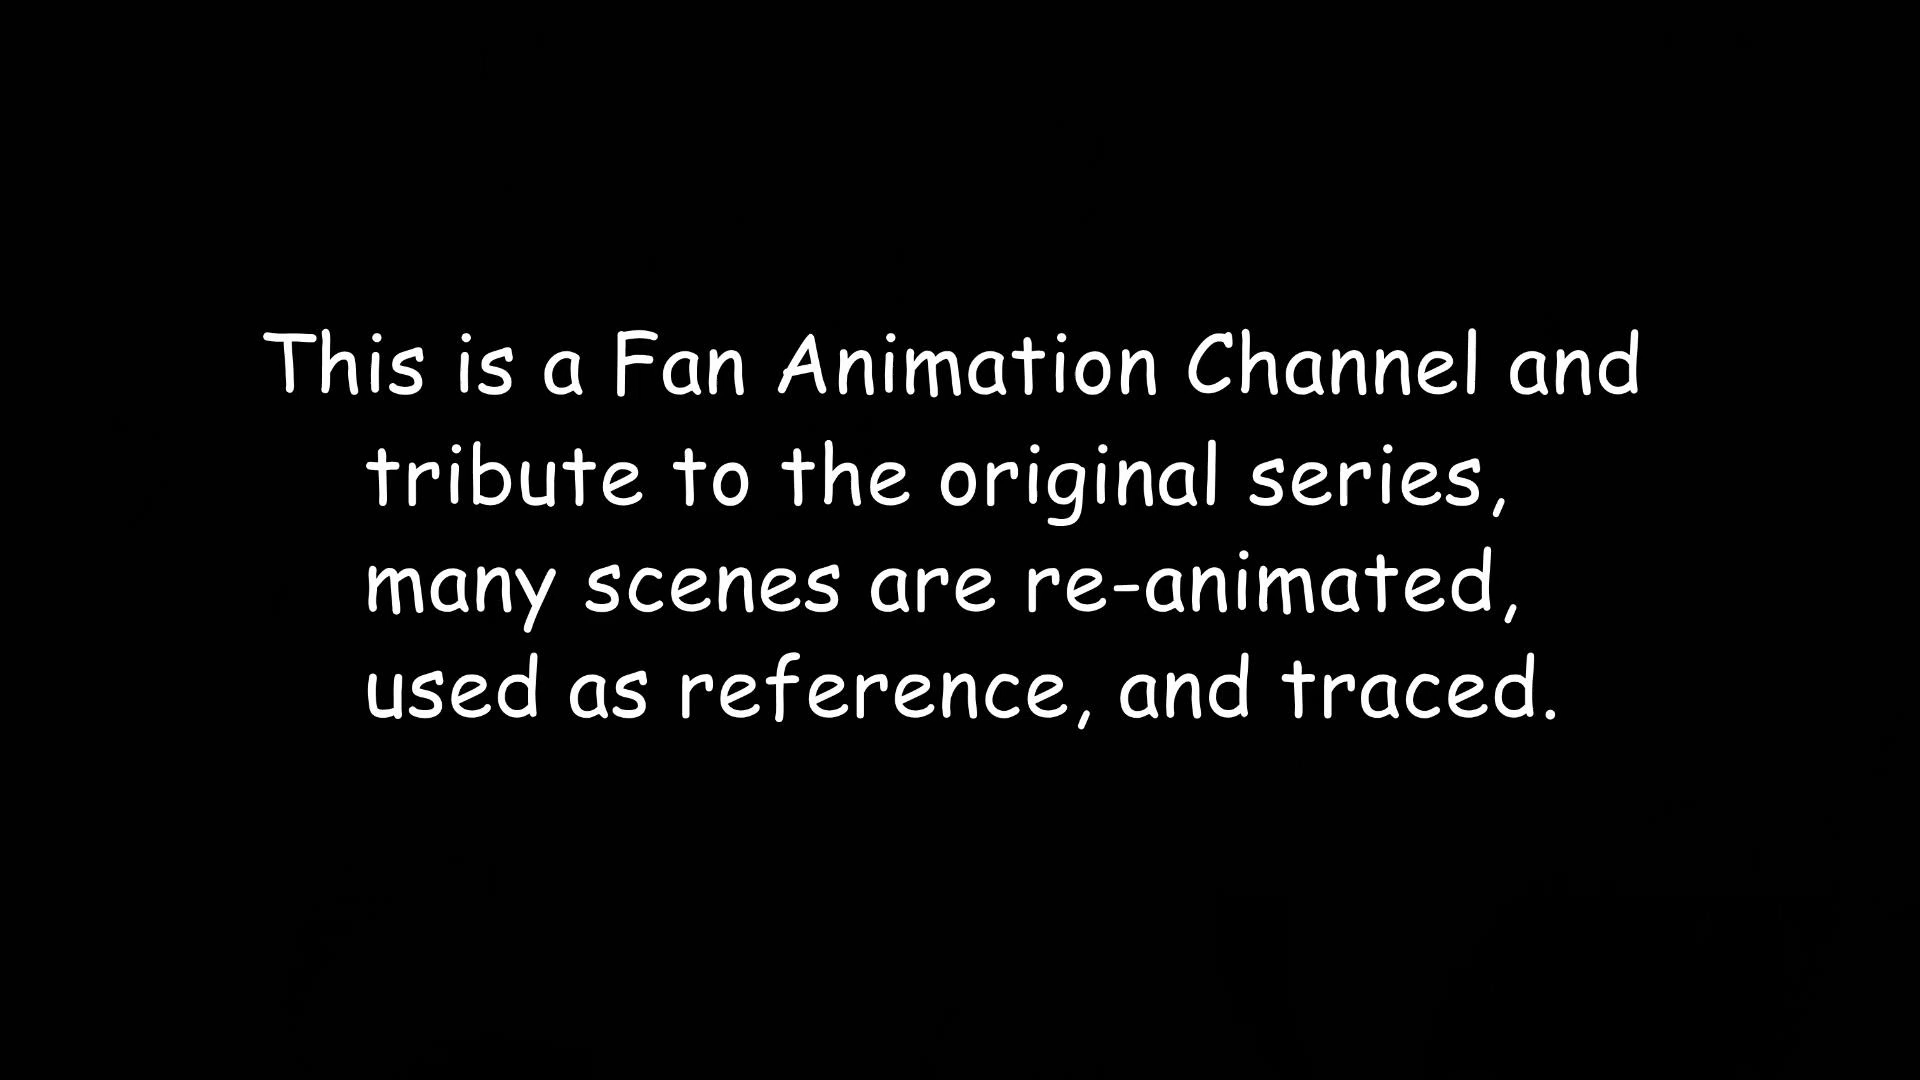 This is a Fan Animation Channel and
tribute to the original series,
many scenes are re-animated,
used as reference, and traced.